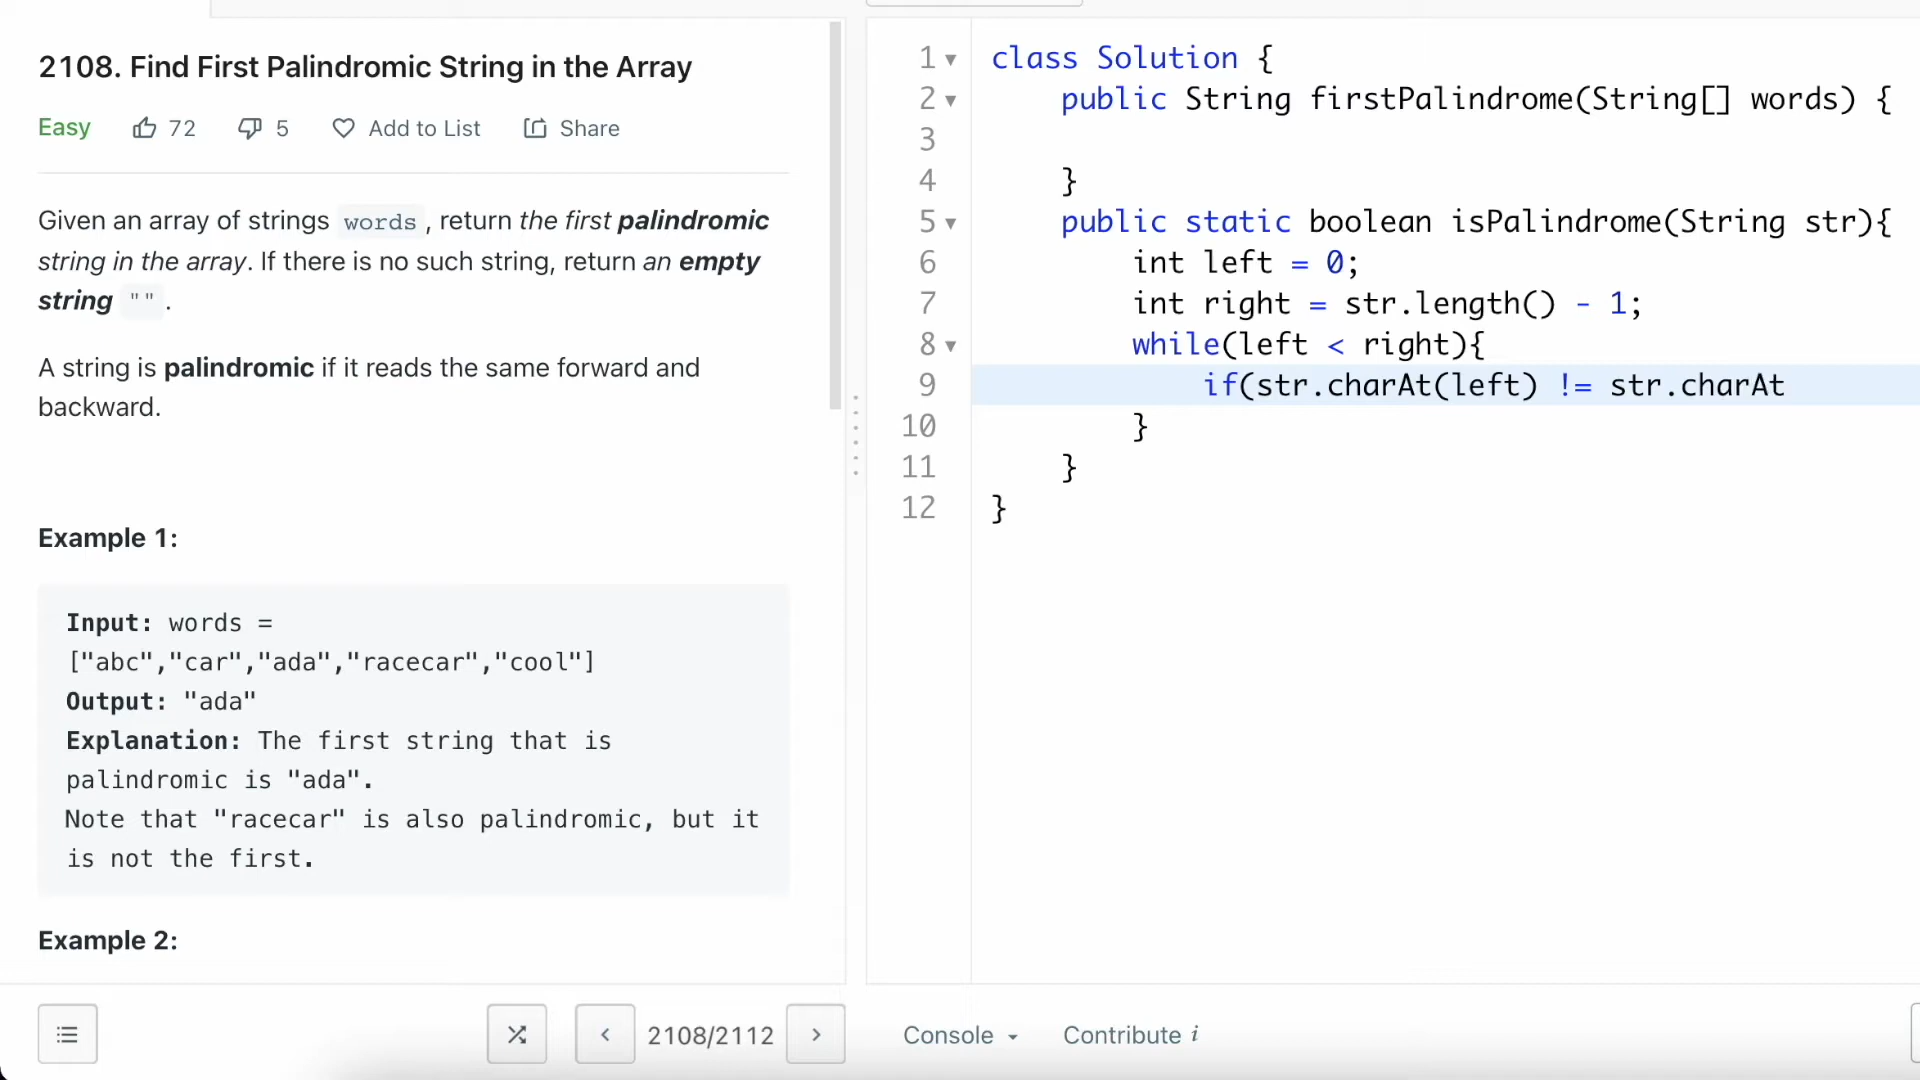 2108. Find First Palindromic String in the Array
Easy 72 5 Add to List Share
Given an array of strings words , return the first palindromic
string in the array. If there is no such string, return an empty
string "" .
A string is palindromic if it reads the same forward and
backward.
Example 1:
Input: words =
["abc","car","ada","racecar","cool"]
Output: "ada"
Explanation: The first string that is
palindromic is "ada".
Note that "racecar" is also palindromic, but it
is not the first.
Example 2:
2108/2112
1 class Solution {
2 public String firstPalindrome(String[] words) {
3
4 }
5 public static boolean isPalindrome(String str){
6 int left = 0;
7 int right = str.length() - 1;
8 while(left < right){
9 if(str.charAt(left) != str.charAt
10 }
11 }
12 }
Console Contribute i